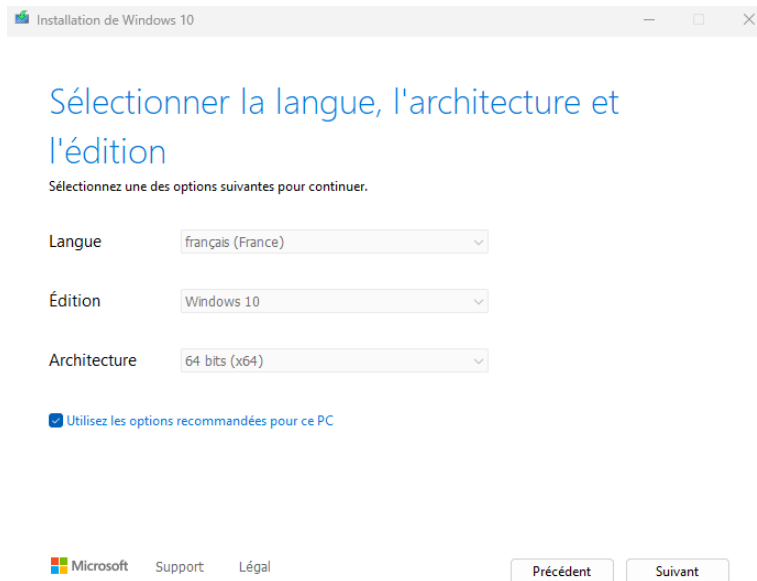 Installation de Windows 10
Sélectionner la langue, l'architecture et
l'édition
Sélectionnez une des options suivantes pour continuer.
Langue
français (France)
Édition
Windows 10
Architecture
64 bits (x64)
Utilisez les options recommandées pour ce PC
Microsoft Support Légal Précédent Suivant